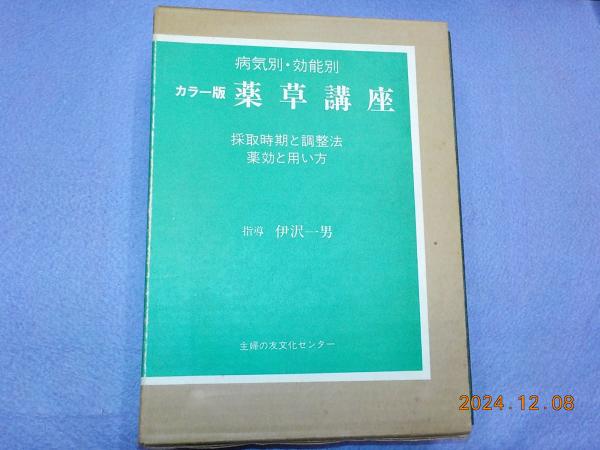 病気別・効能別
カラー版 薬草講座
採取時期と調整法
薬効と用い方
指導 伊沢一男
主婦の友文化センター
2024.12.08